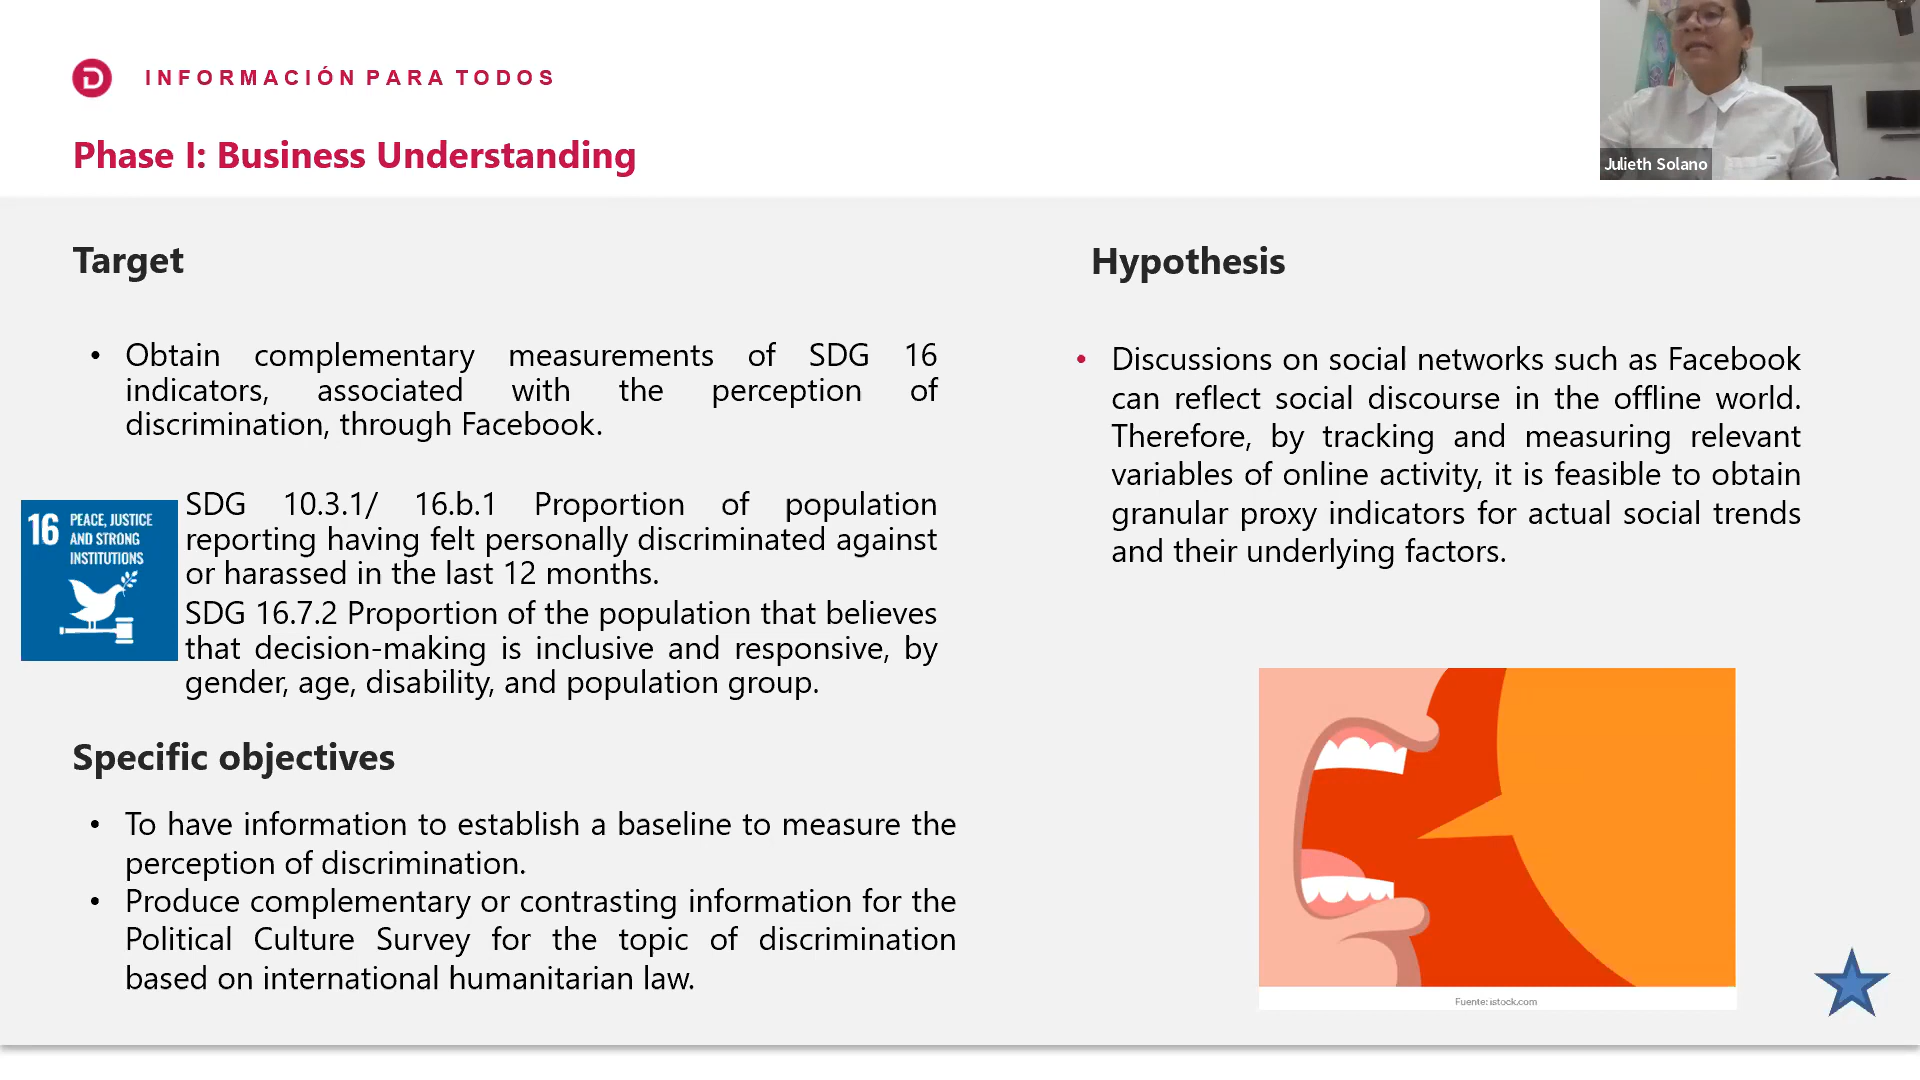 INFORMACIÓN PARA TODOS
Phase I: Business Understanding
Julieth Solano
Target
• Obtain complementary measurements of SDG 16
indicators, associated with the perception of
discrimination, through Facebook.
16 PEACE, JUSTICE
AND STRONG
INSTITUTIONS
SDG 10.3.1/ 16.b.1 Proportion of population
reporting having felt personally discriminated against
or harassed in the last 12 months.
SDG 16.7.2 Proportion of the population that believes
that decision-making is inclusive and responsive, by
gender, age, disability, and population group.
Specific objectives
• To have information to establish a baseline to measure the
perception of discrimination.
• Produce complementary or contrasting information for the
Political Culture Survey for the topic of discrimination
based on international humanitarian law.
Hypothesis
• Discussions on social networks such as Facebook
can reflect social discourse in the offline world.
Therefore, by tracking and measuring relevant
variables of online activity, it is feasible to obtain
granular proxy indicators for actual social trends
and their underlying factors.
Fuente: istock.com